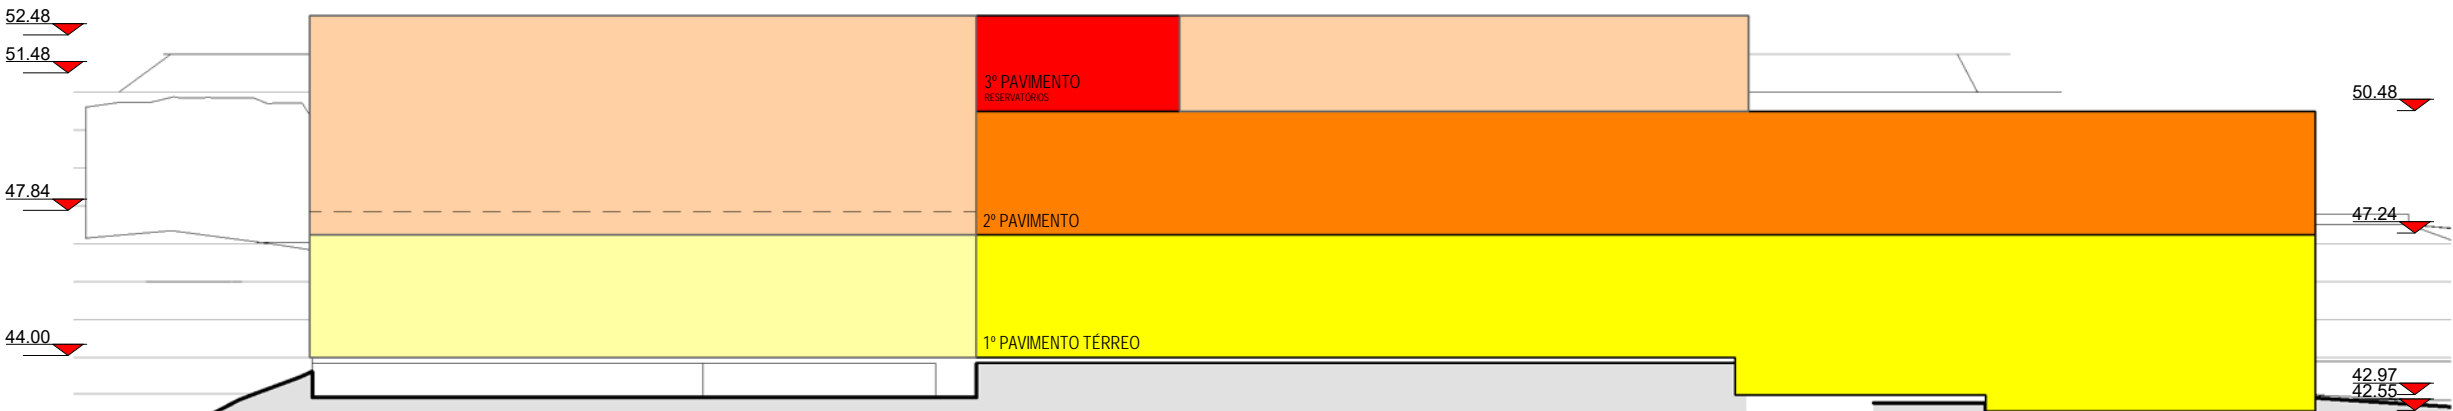 52.48
51.48
3º PAVIMENTO
RESERVATÓRIOS
50.48
47.84
2º PAVIMENTO
47.24
44.00
1º PAVIMENTO TÉRREO
42.97
42.55